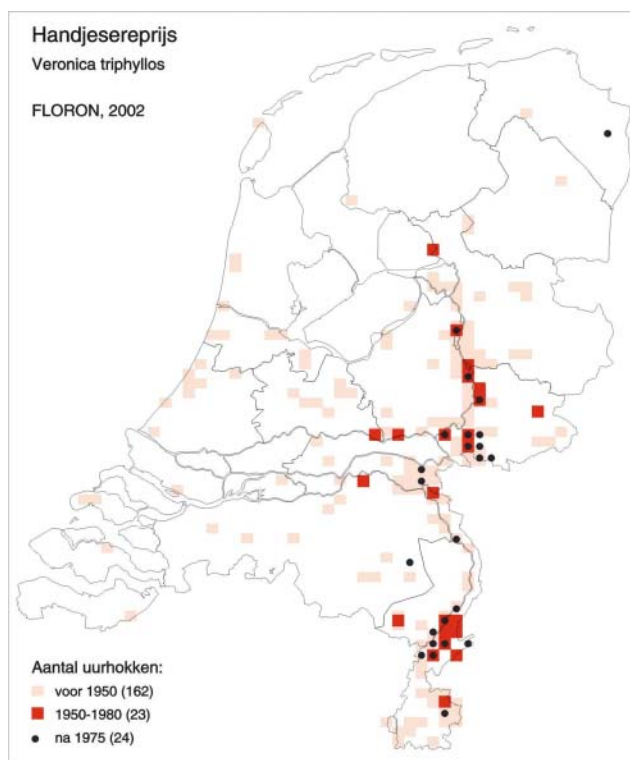 Handjesereprijs
Veronica triphyllos
FLORON, 2002
Aantal uurhokken:
voor 1950 (162)
1950-1980 (23)
na 1975 (24)